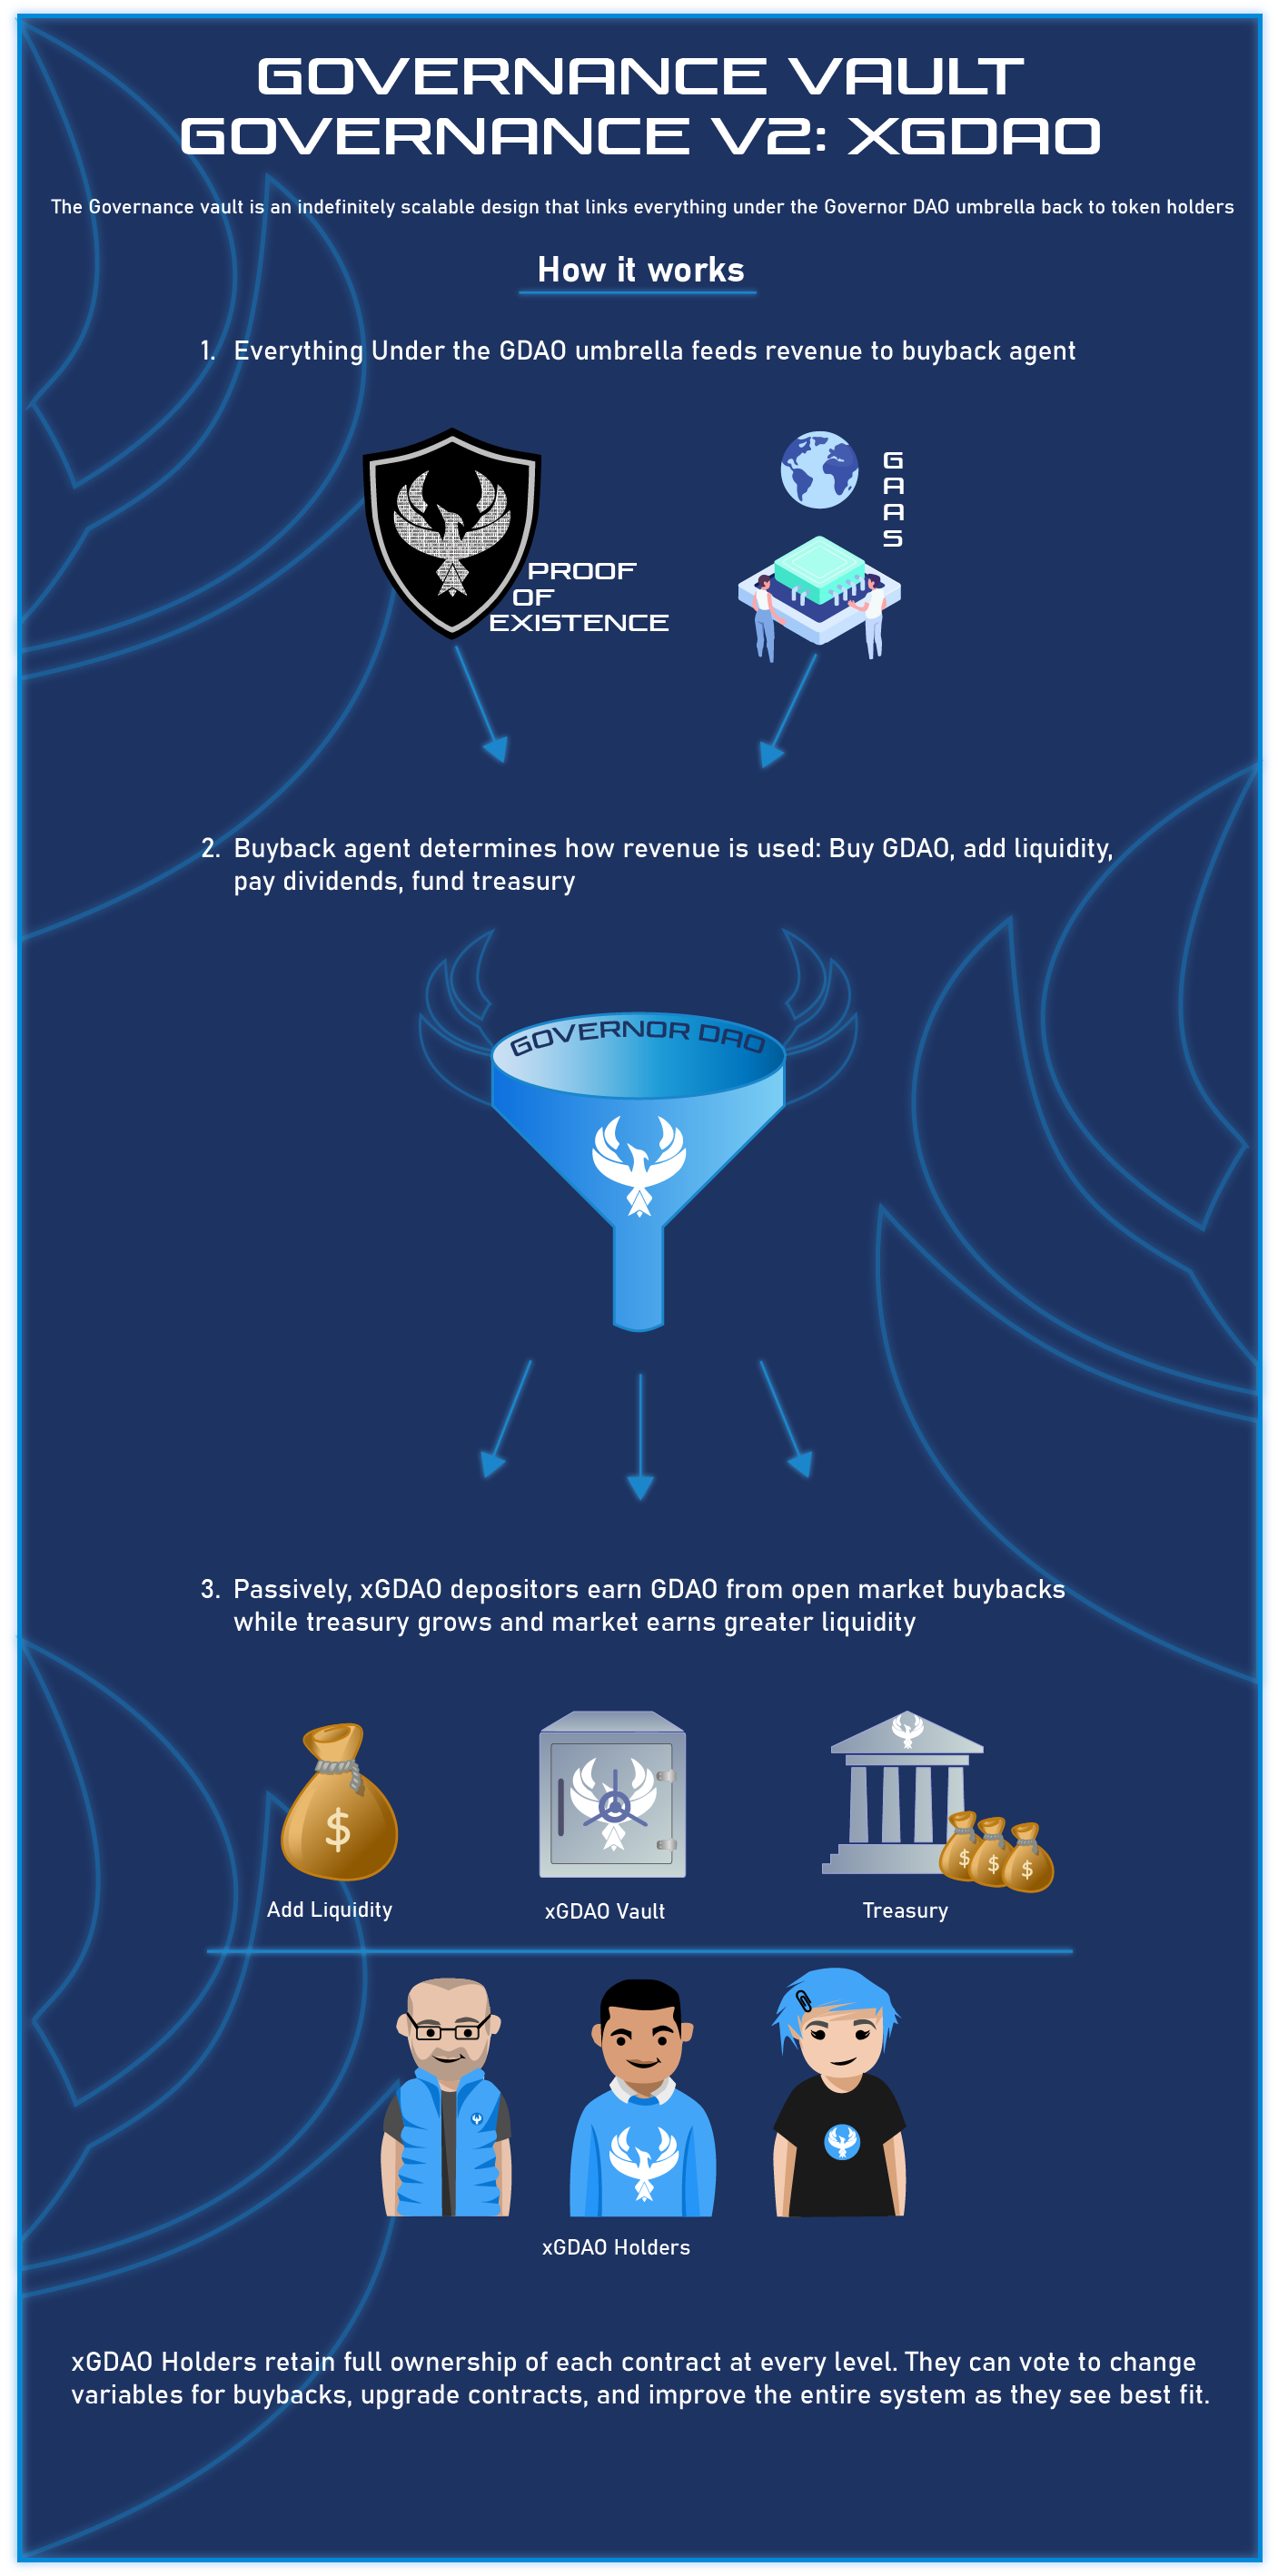 GOVERNANCE VAULT
GOVERNANCE V2: XGDAO
The Governance vault is an indefinitely scalable design that links everything under the Governor DAO umbrella back to token holders
How it works
1. Everything Under the GDAO umbrella feeds revenue to buyback agent
PROOF
OF
EXISTENCE
G
A
A
S
2. Buyback agent determines how revenue is used: Buy GDAO, add liquidity,
pay dividends, fund treasury
GOVERNOR DAO
3. Passively, xGDAO depositors earn GDAO from open market buybacks
while treasury grows and market earns greater liquidity
$
$
$
$
Add Liquidity
xGDAO Vault
Treasury
xGDAO Holders
xGDAO Holders retain full ownership of each contract at every level. They can vote to change
variables for buybacks, upgrade contracts, and improve the entire system as they see best fit.